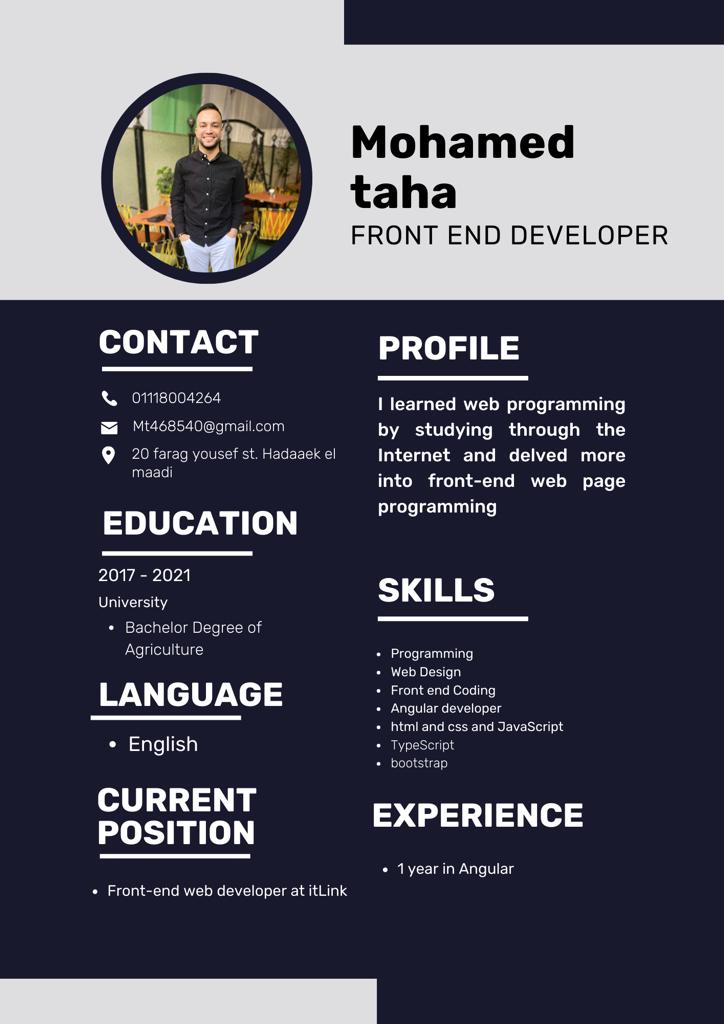 Mohamed
taha
FRONT END DEVELOPER
CONTACT
01118004264
Mt468540@gmail.com
20 farag yousef st. Hadaaek el
maadi
EDUCATION
2017 - 2021
University
• Bachelor Degree of
Agriculture
LANGUAGE
• English
CURRENT
POSITION
• Front-end web developer at itLink
PROFILE
I learned web programming
by studying through the
Internet and delved more
into front-end web page
programming
SKILLS
• Programming
• Web Design
• Front end Coding
• Angular developer
• html and css and JavaScript
• TypeScript
• bootstrap
EXPERIENCE
• 1 year in Angular